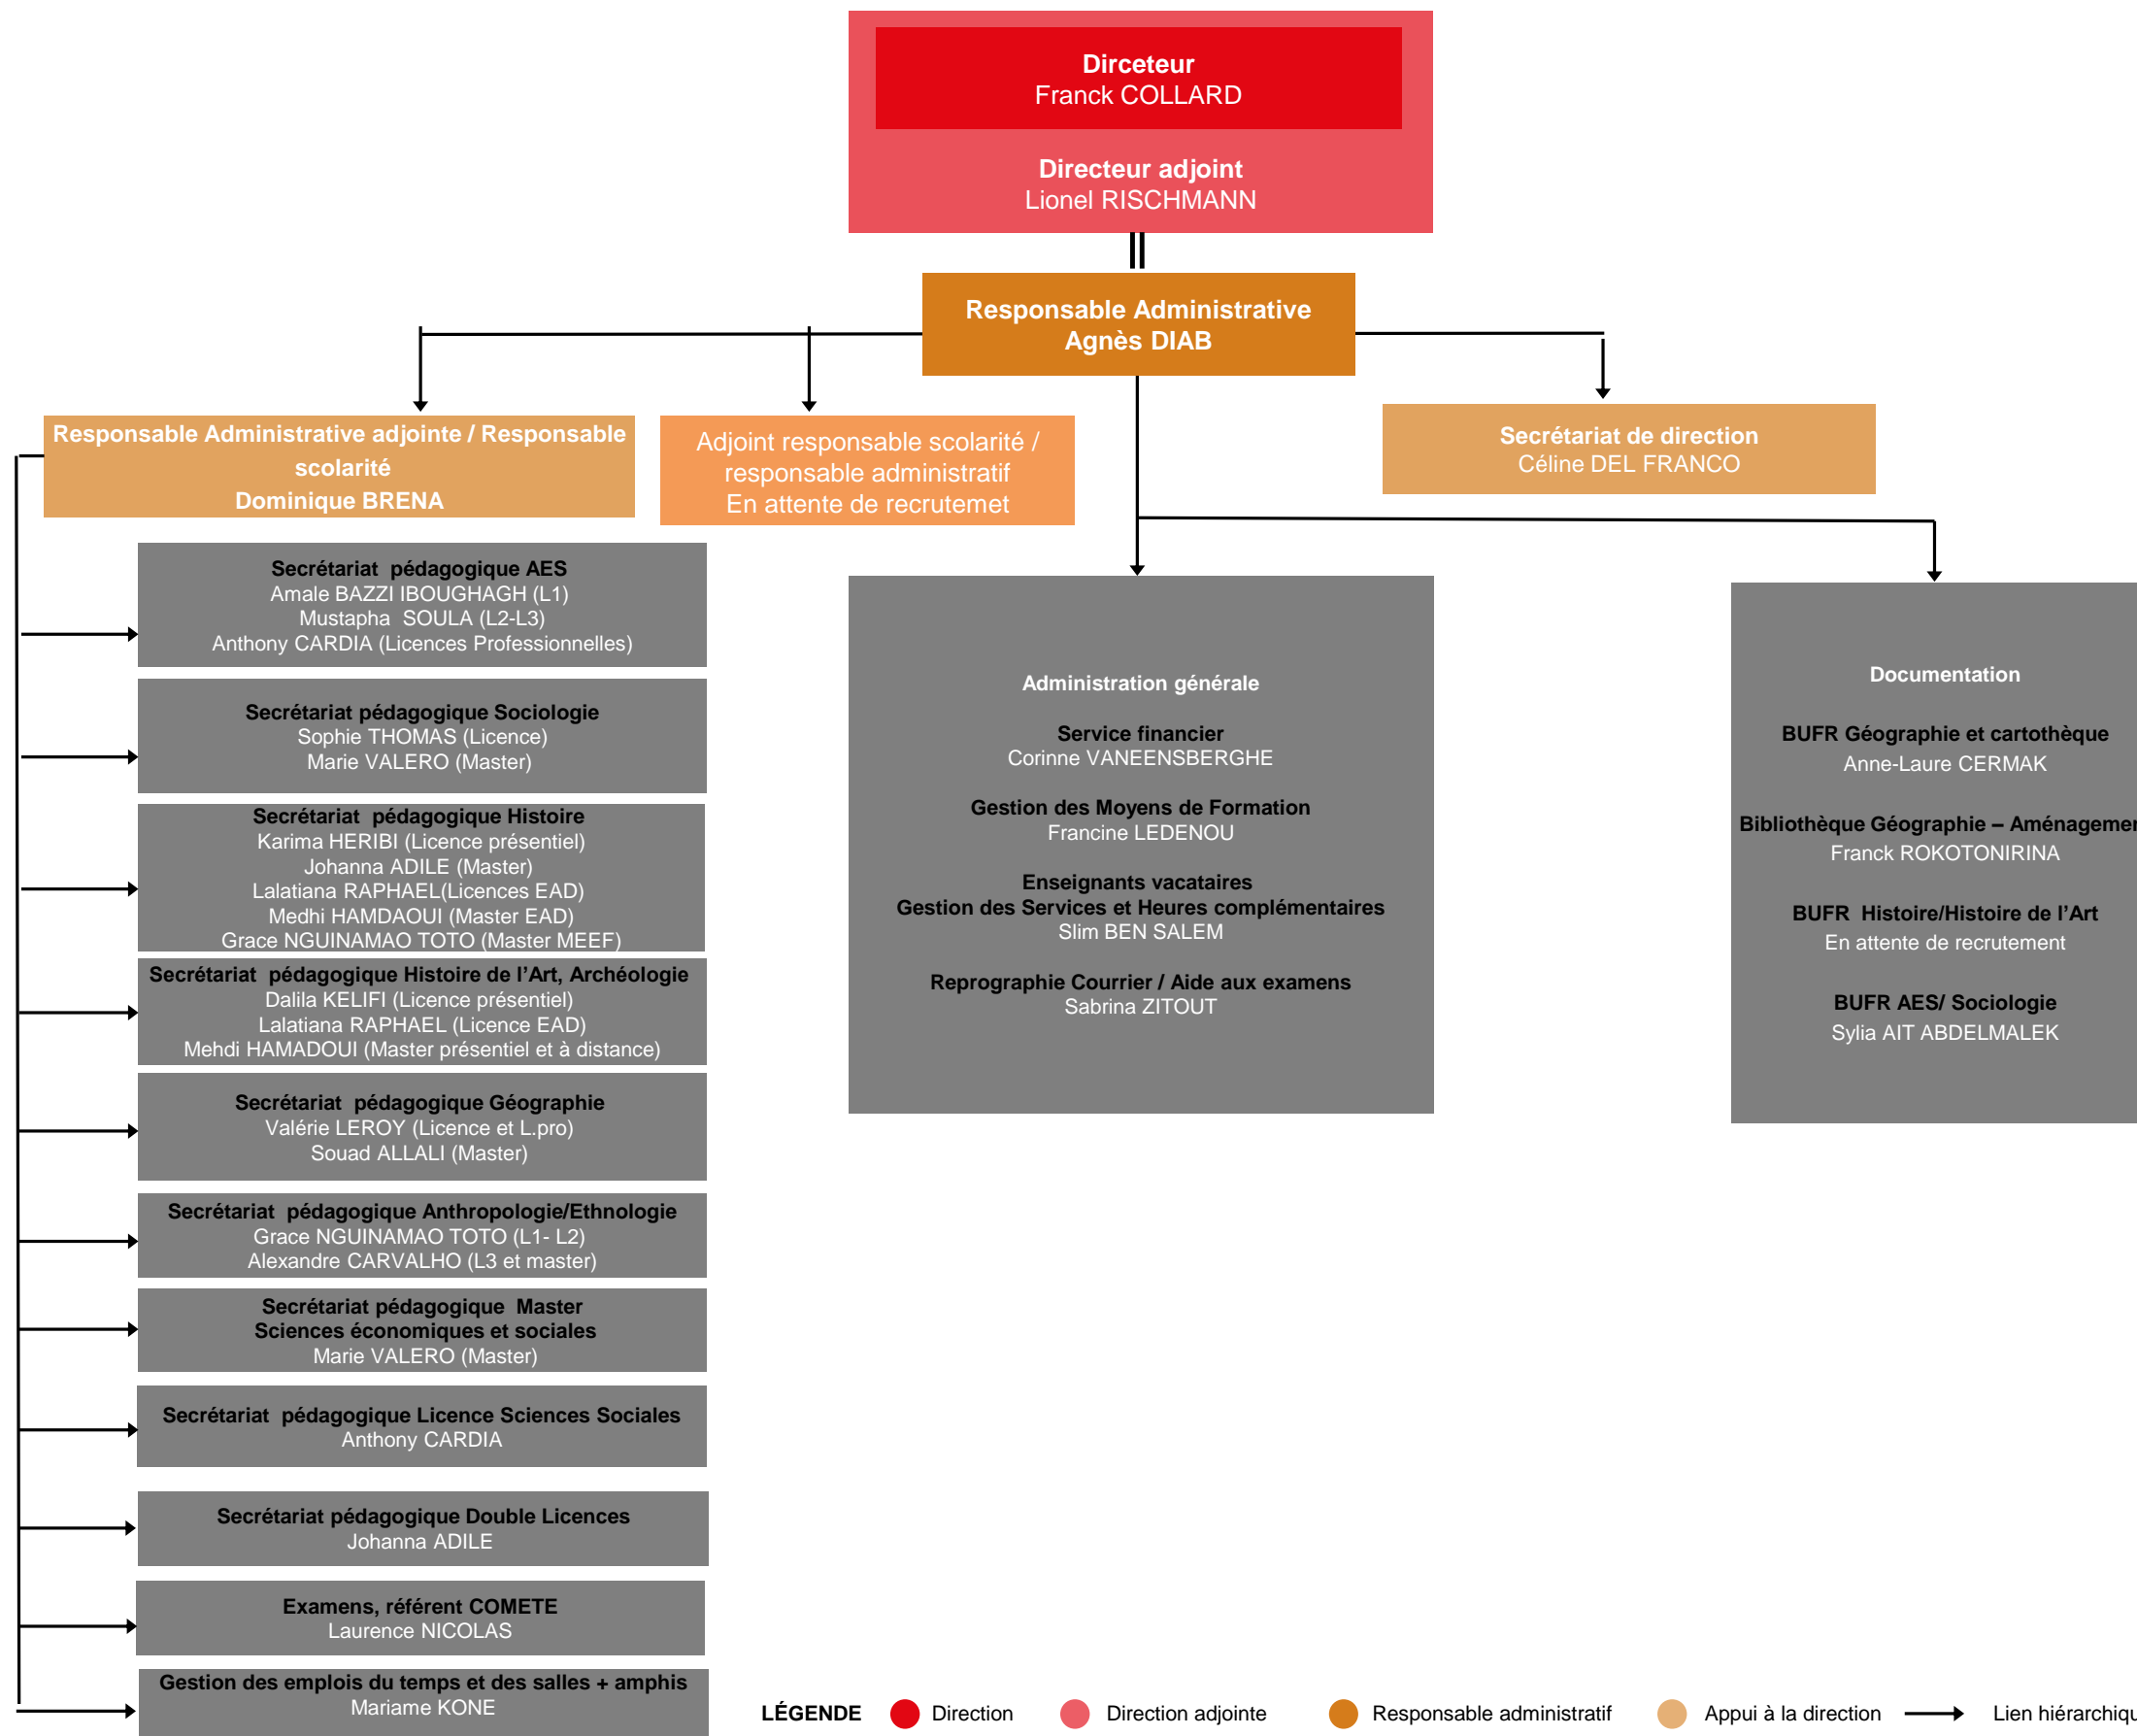 Dirceteur
Franck COLLARD
Directeur adjoint
Lionel RISCHMANN
Responsable Administrative
Agnès DIAB
Responsable Administrative adjointe / Responsable
scolarité
Dominique BRENA
Adjoint responsable scolarité /
responsable administratif
En attente de recrutemet
Secrétariat de direction
Céline DEL FRANCO
Secrétariat pédagogique AES
Amale BAZZI IBOUGHAGH (L1)
Mustapha SOULA (L2-L3)
Anthony CARDIA (Licences Professionnelles)
Secrétariat pédagogique Sociologie
Sophie THOMAS (Licence)
Marie VALERO (Master)
Secrétariat pédagogique Histoire
Karima HERIBI (Licence présentiel)
Johanna ADILE (Master)
Lalatiana RAPHAEL(Licences EAD)
Medhi HAMDAOUI (Master EAD)
Grace NGUINAMAO TOTO (Master MEEF)
Secrétariat pédagogique Histoire de l’Art, Archéologie
Dalila KELIFI (Licence présentiel)
Lalatiana RAPHAEL (Licence EAD)
Mehdi HAMADOUI (Master présentiel et à distance)
Secrétariat pédagogique Géographie
Valérie LEROY (Licence et L.pro)
Souad ALLALI (Master)
Secrétariat pédagogique Anthropologie/Ethnologie
Grace NGUINAMAO TOTO (L1- L2)
Alexandre CARVALHO (L3 et master)
Secrétariat pédagogique Master
Sciences économiques et sociales
Marie VALERO (Master)
Secrétariat pédagogique Licence Sciences Sociales
Anthony CARDIA
Secrétariat pédagogique Double Licences
Johanna ADILE
Examens, référent COMETE
Laurence NICOLAS
Gestion des emplois du temps et des salles + amphis
Mariame KONE
Administration générale
Service financier
Corinne VANEENSBERGHE
Gestion des Moyens de Formation
Francine LEDENOU
Enseignants vacataires
Gestion des Services et Heures complémentaires
Slim BEN SALEM
Reprographie Courrier / Aide aux examens
Sabrina ZITOUT
Documentation
BUFR Géographie et cartothèque
Anne-Laure CERMAK
Bibliothèque Géographie – Aménagemen
Franck ROKOTONIRINA
BUFR Histoire/Histoire de l’Art
En attente de recrutement
BUFR AES/ Sociologie
Sylia AIT ABDELMALEK
LÉGENDE
Direction
Direction adjointe
Responsable administratif
Appui à la direction
Lien hiérarchiqu